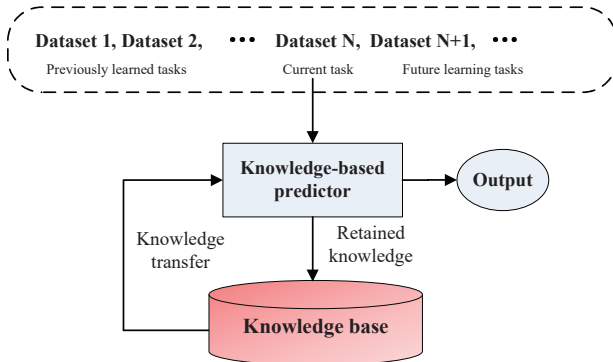 Dataset 1, Dataset 2, ••• Dataset N, Dataset N+1, •••
Previously learned tasks Current task Future learning tasks
Knowledge-based
predictor
Output
Knowledge
transfer
Retained
knowledge
Knowledge base